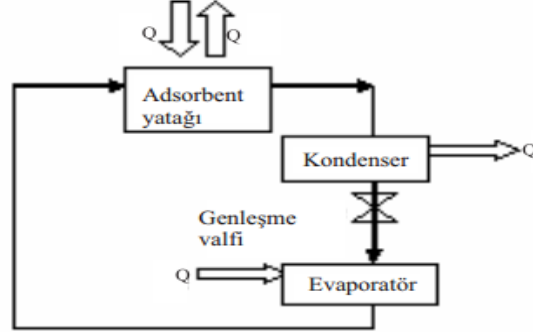 Q Q
Adsorbent
yatağı
Kondenser
Q
Genleşme
valfi
Q
Evaporatör